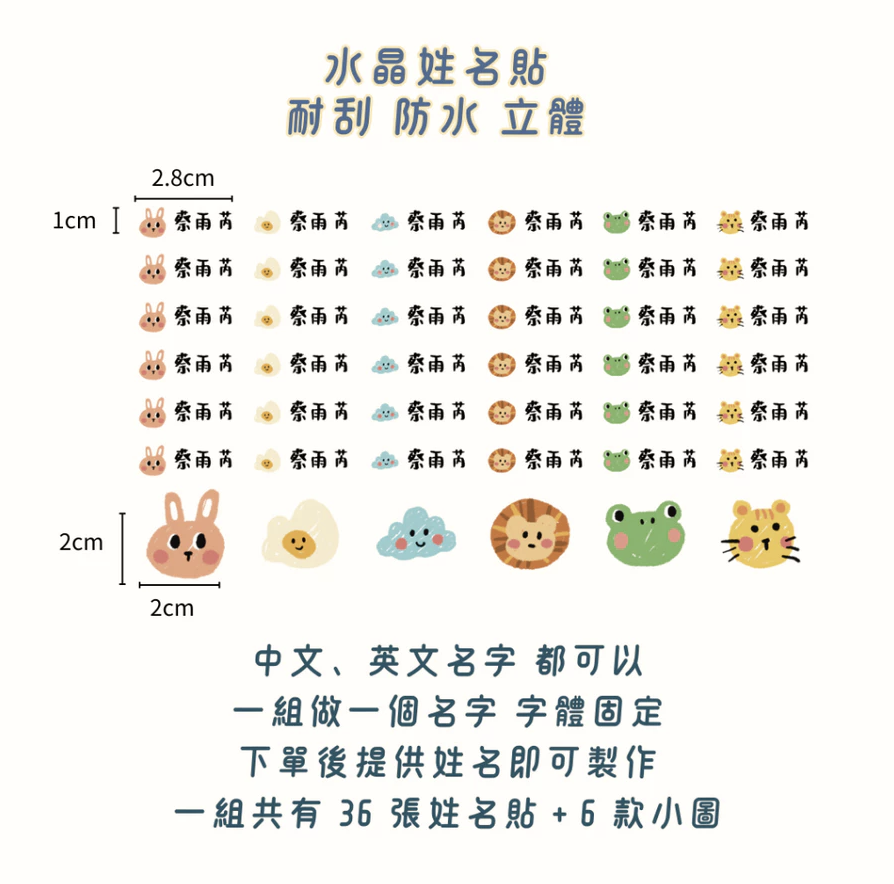 水晶姓名貼
耐刮 防水 立體
2.8cm
1cm
蔡雨芮 蔡雨芮 蔡雨芮 蔡雨芮 蔡雨芮 蔡雨芮
蔡雨芮 蔡雨芮 蔡雨芮 蔡雨芮 蔡雨芮 蔡雨芮
蔡雨芮 蔡雨芮 蔡雨芮 蔡雨芮 蔡雨芮 蔡雨芮
蔡雨芮 蔡雨芮 蔡雨芮 蔡雨芮 蔡雨芮 蔡雨芮
蔡雨芮 蔡雨芮 蔡雨芮 蔡雨芮 蔡雨芮 蔡雨芮
蔡雨芮 蔡雨芮 蔡雨芮 蔡雨芮 蔡雨芮 蔡雨芮
2cm
2cm
中文、英文名字 都可以
一組做一個名字 字體固定
下單後提供姓名即可製作
一組共有 36 張姓名貼 + 6 款小圖